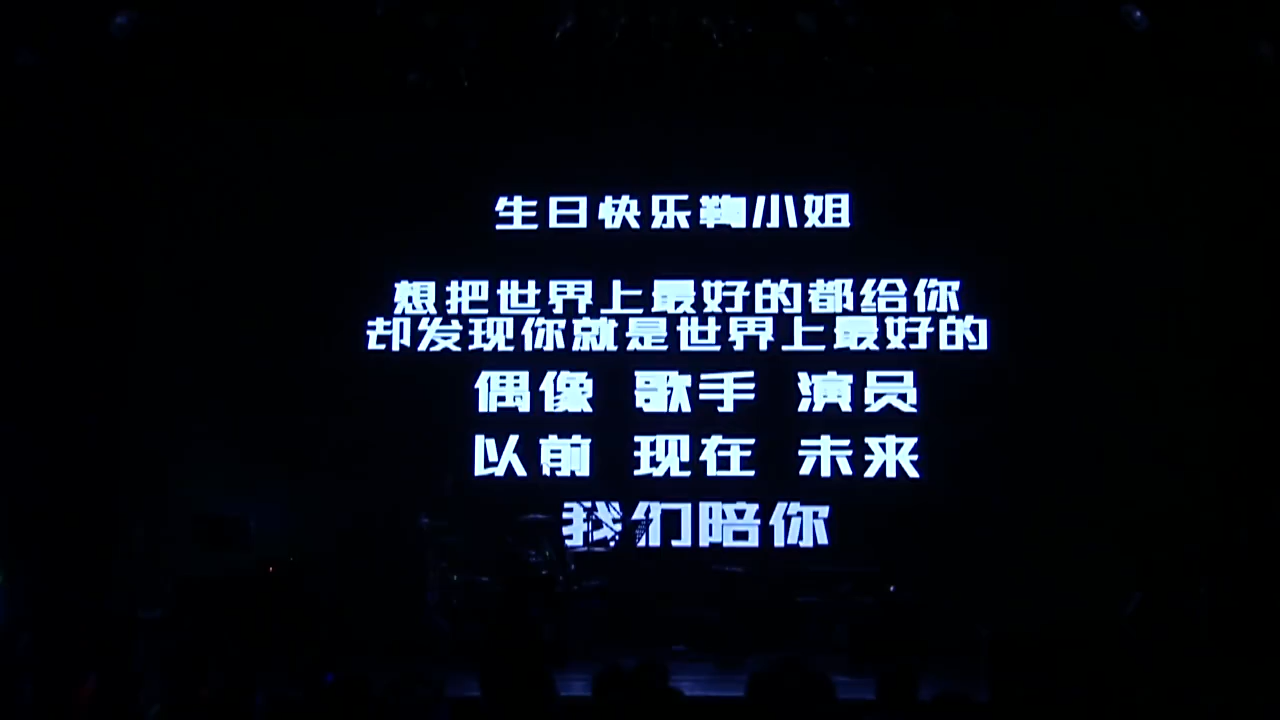 生日快乐鞠小姐
想把世界上最好的都给你
却发现你就是世界上最好的
偶像 歌手 演员
以前 现在 未来
我们陪你